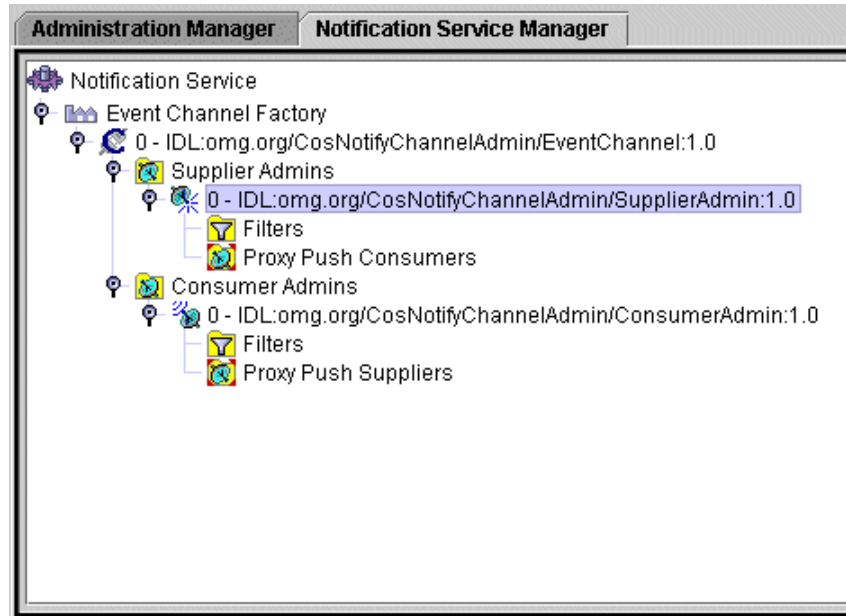 Administration Manager Notification Service Manager
Notification Service
Event Channel Factory
0 - IDL:omg.org/CosNotifyChannelAdmin/EventChannel:1.0
Supplier Admins
0 - IDL:omg.org/CosNotifyChannelAdmin/SupplierAdmin:1.0
Filters
Proxy Push Consumers
Consumer Admins
0 - IDL:omg.org/CosNotifyChannelAdmin/ConsumerAdmin:1.0
Filters
Proxy Push Suppliers